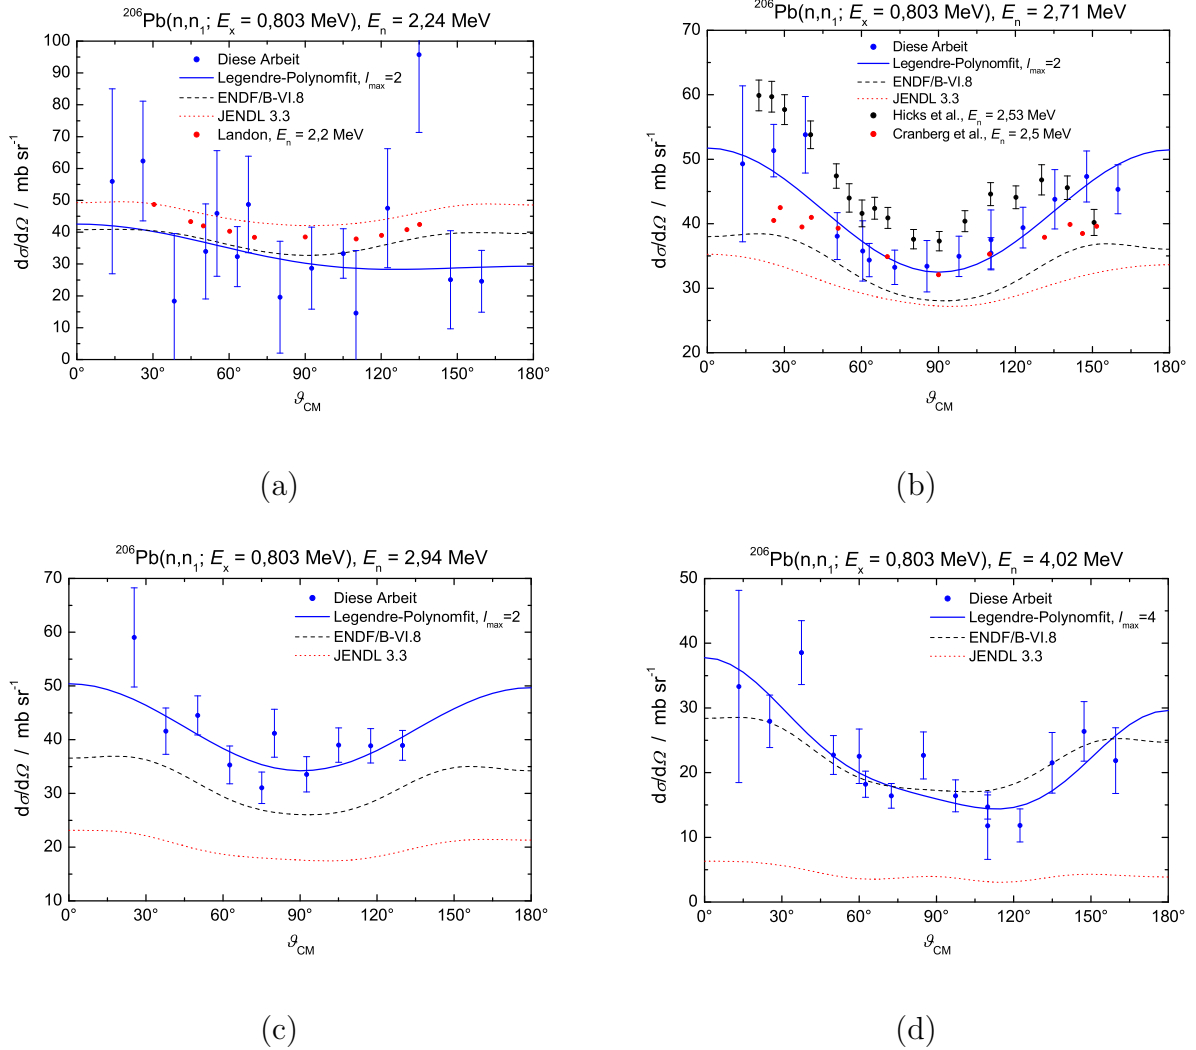 ²⁰⁶Pb(n,n₁; Eₓ = 0,803 MeV), Eₙ = 2,24 MeV
100
90
80
70
60
50
40
30
20
10
0
dσ/dΩ / mb sr⁻¹
Diese Arbeit
Legendre-Polynomfit, l_max=2
ENDF/B-VI.8
JENDL 3.3
Landon, Eₙ = 2,2 MeV
0° 30° 60° 90° 120° 150° 180°
ϑ_CM
(a)
²⁰⁶Pb(n,n₁; Eₓ = 0,803 MeV), Eₙ = 2,71 MeV
70
60
50
40
30
20
dσ/dΩ / mb sr⁻¹
Diese Arbeit
Legendre-Polynomfit, l_max=2
ENDF/B-VI.8
JENDL 3.3
Hicks et al., Eₙ = 2,53 MeV
Cranberg et al., Eₙ = 2,5 MeV
0° 30° 60° 90° 120° 150° 180°
ϑ_CM
(b)
²⁰⁶Pb(n,n₁; Eₓ = 0,803 MeV), Eₙ = 2,94 MeV
70
60
50
40
30
20
10
dσ/dΩ / mb sr⁻¹
Diese Arbeit
Legendre-Polynomfit, l_max=2
ENDF/B-VI.8
JENDL 3.3
0° 30° 60° 90° 120° 150° 180°
ϑ_CM
(c)
²⁰⁶Pb(n,n₁; Eₓ = 0,803 MeV), Eₙ = 4,02 MeV
50
40
30
20
10
0
dσ/dΩ / mb sr⁻¹
Diese Arbeit
Legendre-Polynomfit, l_max=4
ENDF/B-VI.8
JENDL 3.3
0° 30° 60° 90° 120° 150° 180°
ϑ_CM
(d)